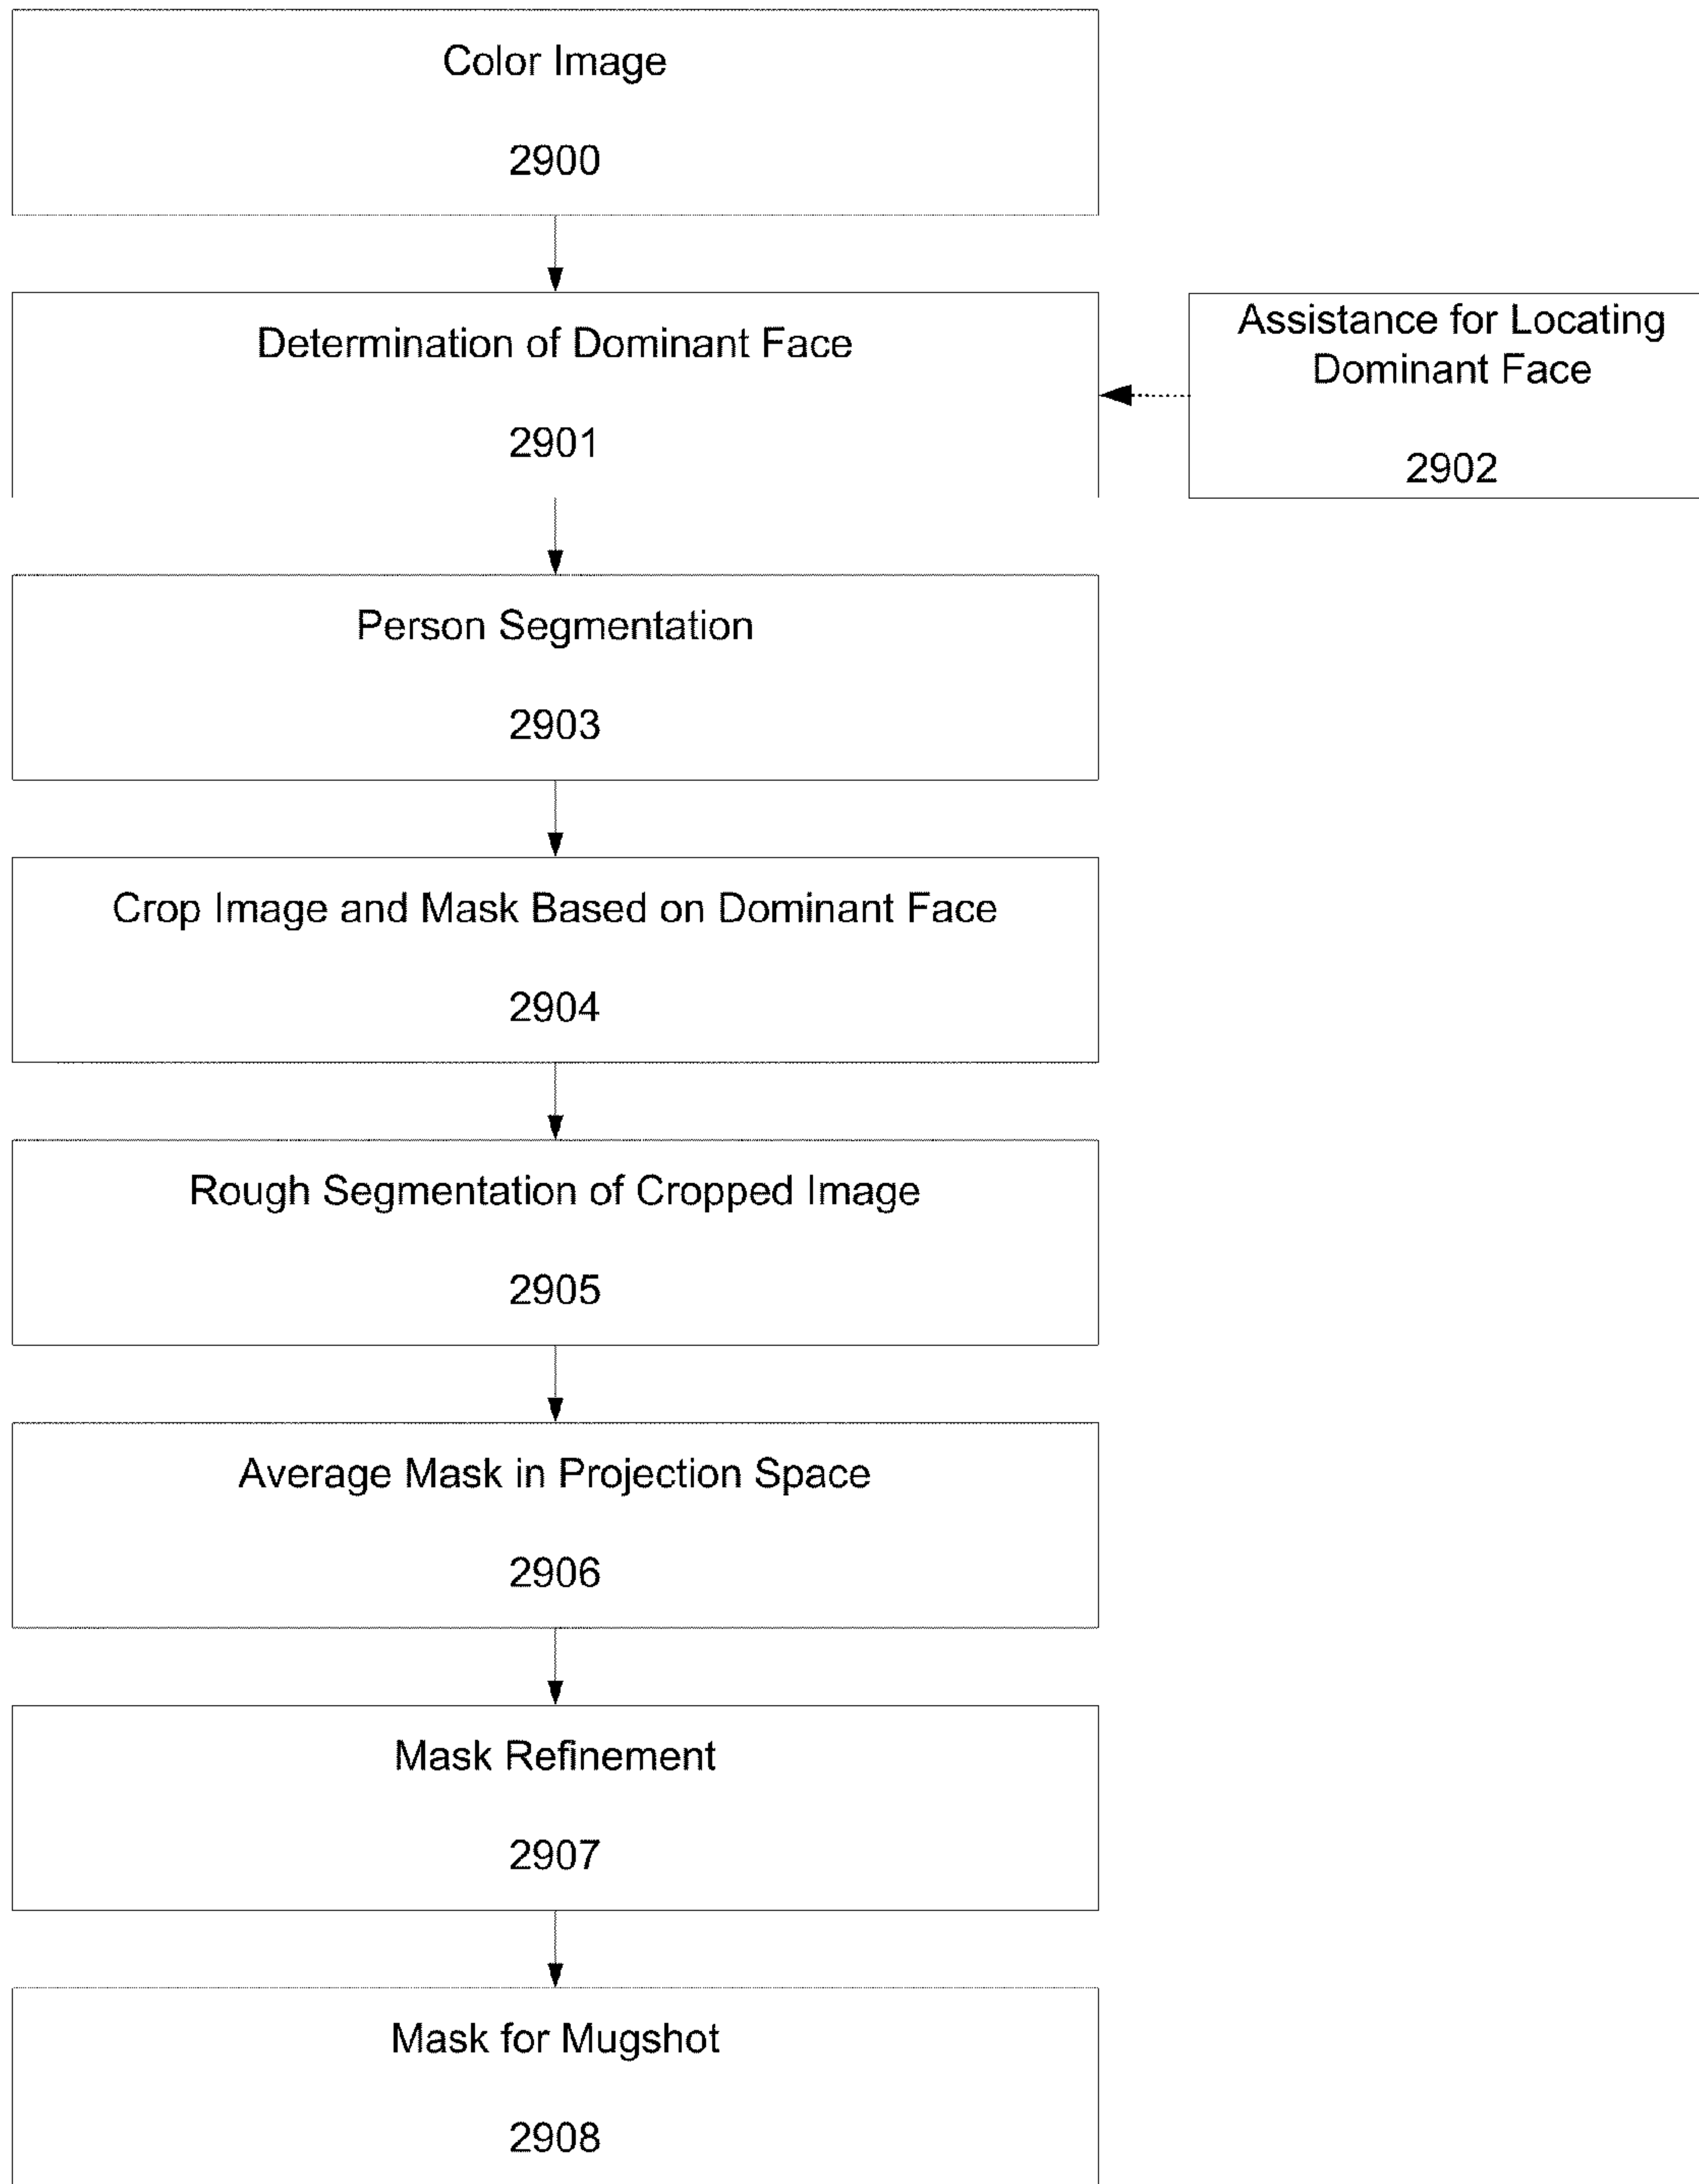 Color Image
2900
Determination of Dominant Face
2901
Assistance for Locating
Dominant Face
2902
Person Segmentation
2903
Crop Image and Mask Based on Dominant Face
2904
Rough Segmentation of Cropped Image
2905
Average Mask in Projection Space
2906
Mask Refinement
2907
Mask for Mugshot
2908